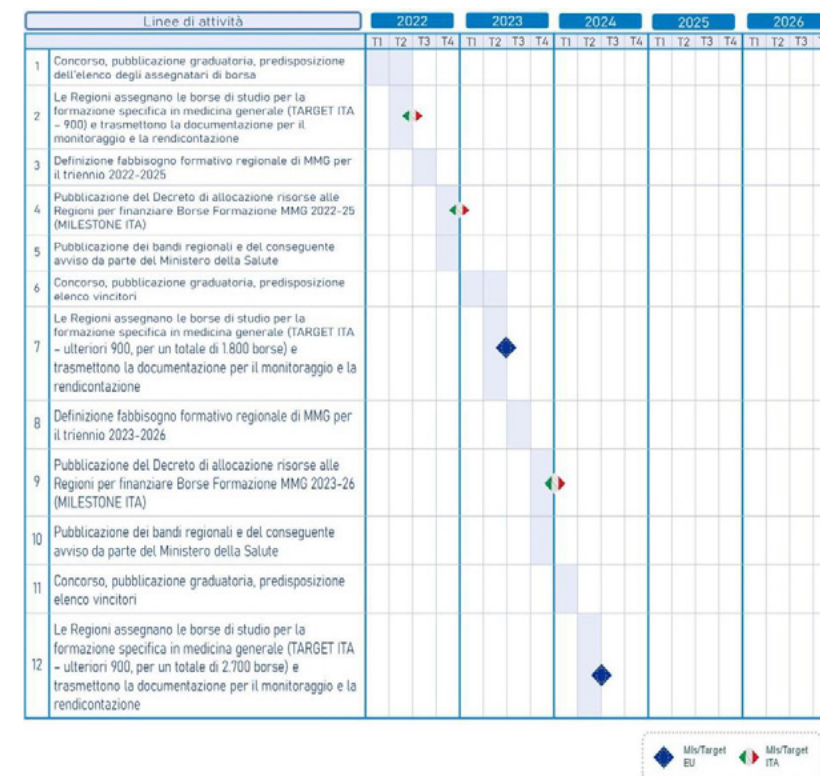 Linee di attività 2022 2023 2024 2025 2026
T1 T2 T3 T4 T1 T2 T3 T4 T1 T2 T3 T4 T1 T2 T3 T4 T1 T2 T3
1 Concorso, pubblicazione graduatoria, predisposizione
dell'elenco degli assegnatari di borsa
2 Le Regioni assegnano le borse di studio per la
formazione specifica in medicina generale (TARGET ITA
– 900) e trasmettono la documentazione per il
monitoraggio e la rendicontazione
3 Definizione fabbisogno formativo regionale di MMG per
il triennio 2022-2025
4 Pubblicazione del Decreto di allocazione risorse alle
Regioni per finanziare Borse Formazione MMG 2022-25
(MILESTONE ITA)
5 Pubblicazione dei bandi regionali e del conseguente
avviso da parte del Ministero della Salute
6 Concorso, pubblicazione graduatoria, predisposizione
elenco vincitori
7 Le Regioni assegnano le borse di studio per la
formazione specifica in medicina generale (TARGET ITA
– ulteriori 900, per un totale di 1.800 borse) e
trasmettono la documentazione per il monitoraggio e la
rendicontazione
8 Definizione fabbisogno formativo regionale di MMG per
il triennio 2023-2026
9 Pubblicazione del Decreto di allocazione risorse alle
Regioni per finanziare Borse Formazione MMG 2023-26
(MILESTONE ITA)
10 Pubblicazione dei bandi regionali e del conseguente
avviso da parte del Ministero della Salute
11 Concorso, pubblicazione graduatoria, predisposizione
elenco vincitori
12 Le Regioni assegnano le borse di studio per la
formazione specifica in medicina generale (TARGET ITA
– ulteriori 900, per un totale di 2.700 borse) e
trasmettono la documentazione per il monitoraggio e la
rendicontazione
Mls/Target
EU
Mls/Target
ITA